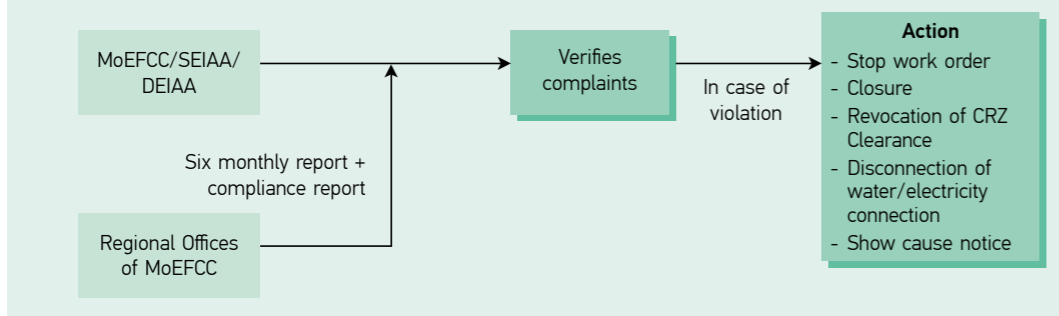 MoEFCC/SEIAA/
DEIAA
Verifies
complaints
In case of
violation
Action
- Stop work order
- Closure
- Revocation of CRZ
Clearance
- Disconnection of
water/electricity
connection
- Show cause notice
Six monthly report +
compliance report
Regional Offices
of MoEFCC